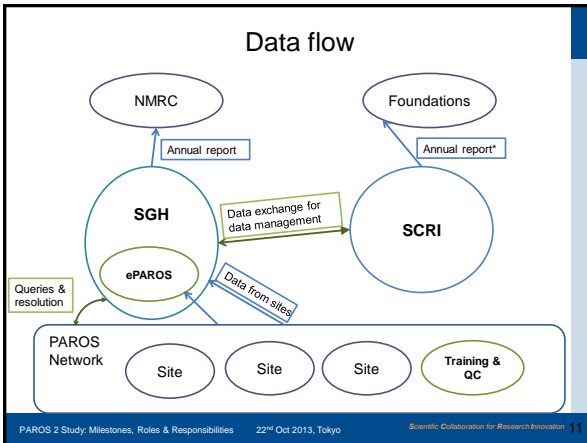 Data flow
NMRC
Foundations
Annual report
Annual report*
SGH
Data exchange for
data management
SCRI
ePAROS
Queries &
resolution
Data from sites
PAROS
Network
Site
Site
Site
Training &
QC
PAROS 2 Study: Milestones, Roles & Responsibilities 22nd Oct 2013, Tokyo Scientific Collaboration for Research Innovation 11